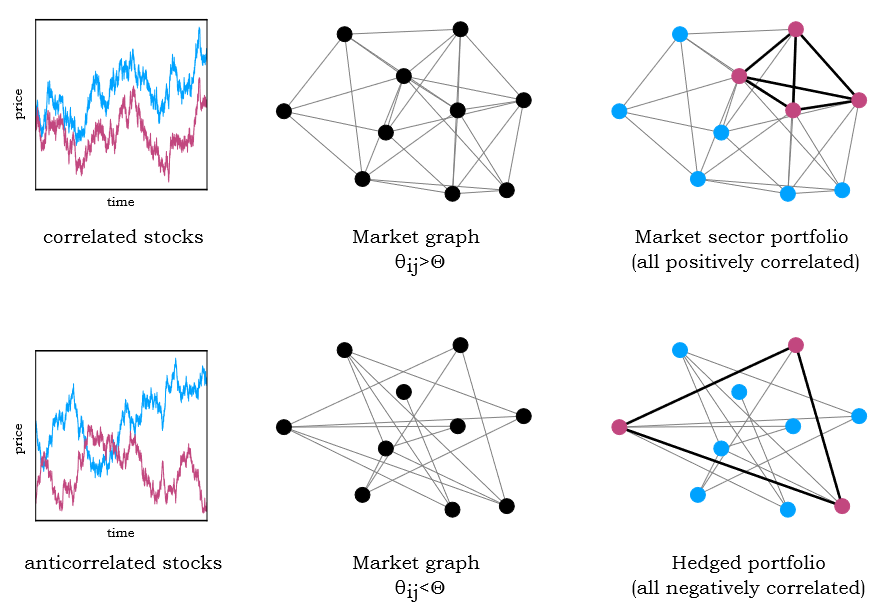 price
time
correlated stocks
Market graph
θij>Θ
Market sector portfolio
(all positively correlated)
price
time
anticorrelated stocks
Market graph
θij<Θ
Hedged portfolio
(all negatively correlated)